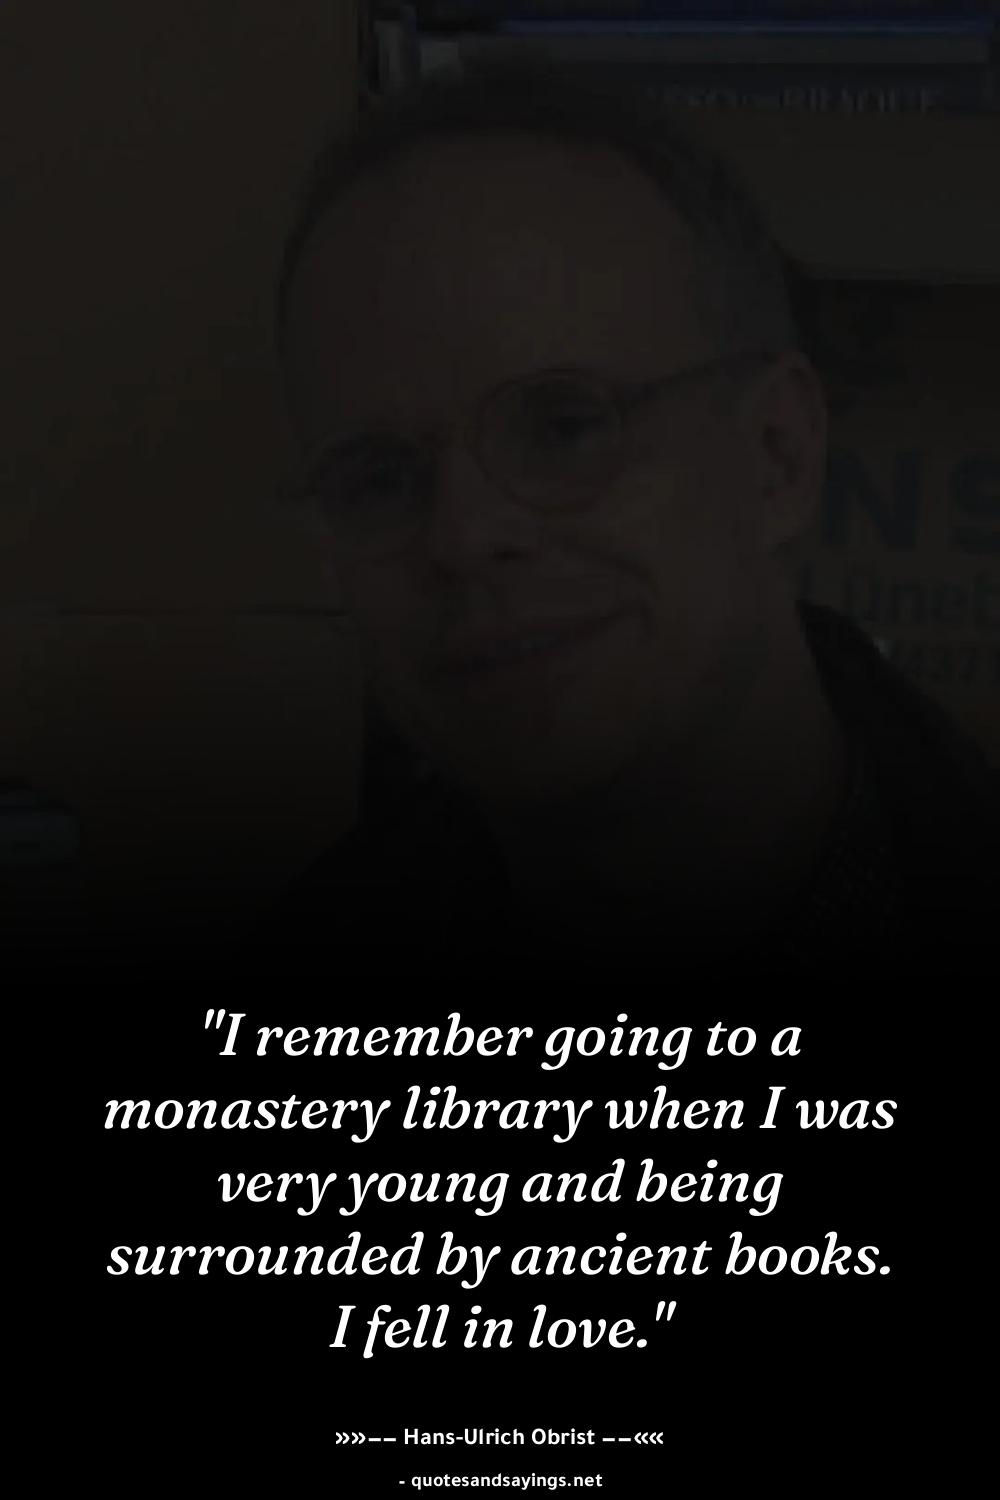 "I remember going to a
monastery library when I was
very young and being
surrounded by ancient books.
I fell in love."
»»–– Hans-Ulrich Obrist ––««
- quotesandsayings.net